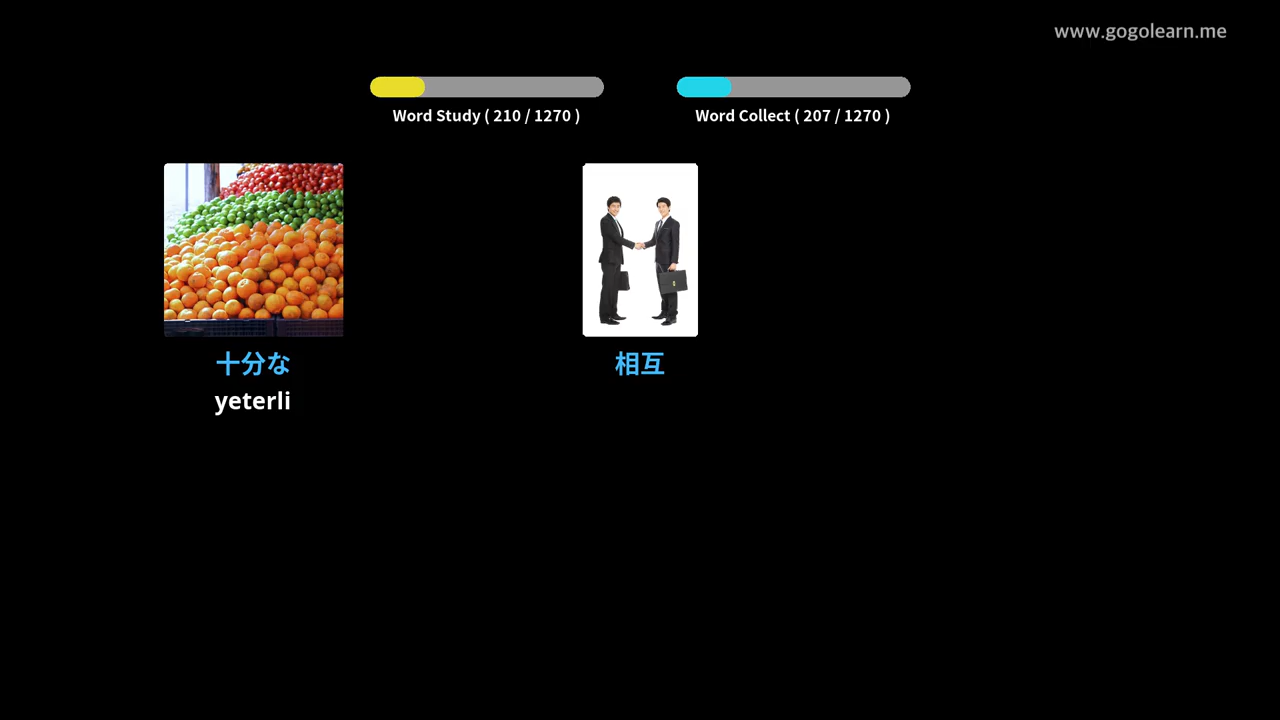 www.gogolearn.me
Word Study ( 210 / 1270 )
Word Collect ( 207 / 1270 )
十分な
yeterli
相互